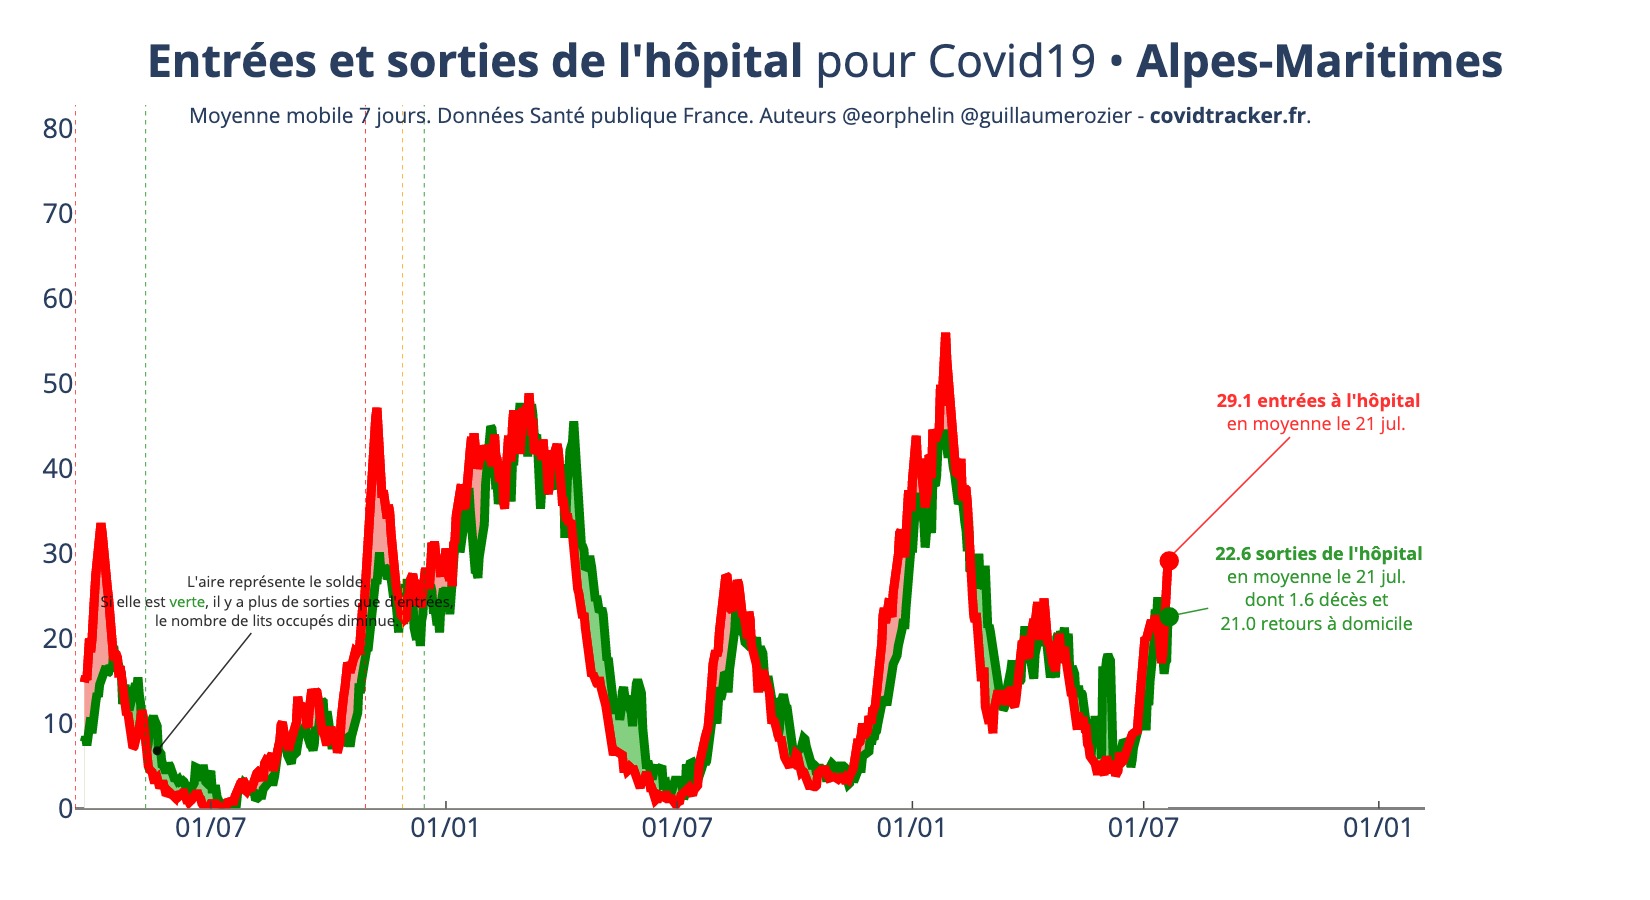 Entrées et sorties de l'hôpital pour Covid19 • Alpes-Maritimes
Moyenne mobile 7 jours. Données Santé publique France. Auteurs @eorphelin @guillaumerozier - covidtracker.fr.
80
70
60
50
40
30
20
10
0
29.1 entrées à l'hôpital
en moyenne le 21 jul.
22.6 sorties de l'hôpital
en moyenne le 21 jul.
dont 1.6 décès et
21.0 retours à domicile
L'aire représente le solde.
Si elle est verte, il y a plus de sorties que d'entrées,
le nombre de lits occupés diminue.
01/07
01/01
01/07
01/01
01/07
01/01